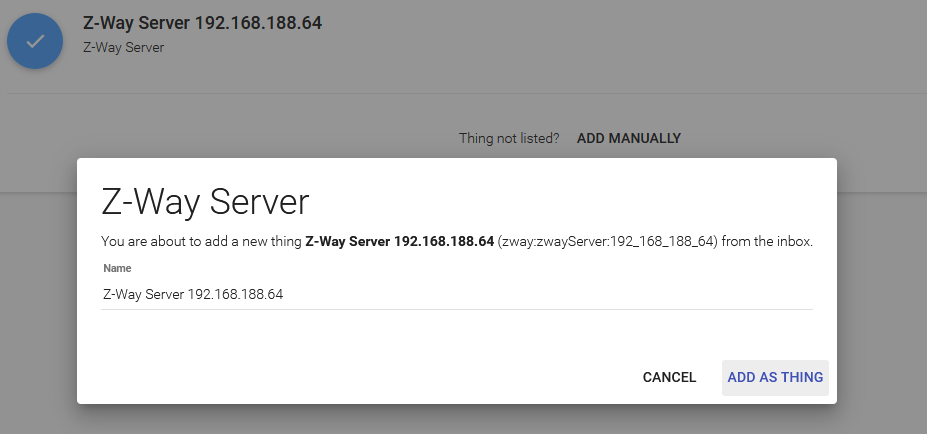 Z-Way Server 192.168.188.64
Z-Way Server
Thing not listed? ADD MANUALLY
Z-Way Server
You are about to add a new thing Z-Way Server 192.168.188.64 (zway:zwayServer:192_168_188_64) from the inbox.
Name
Z-Way Server 192.168.188.64
CANCEL ADD AS THING